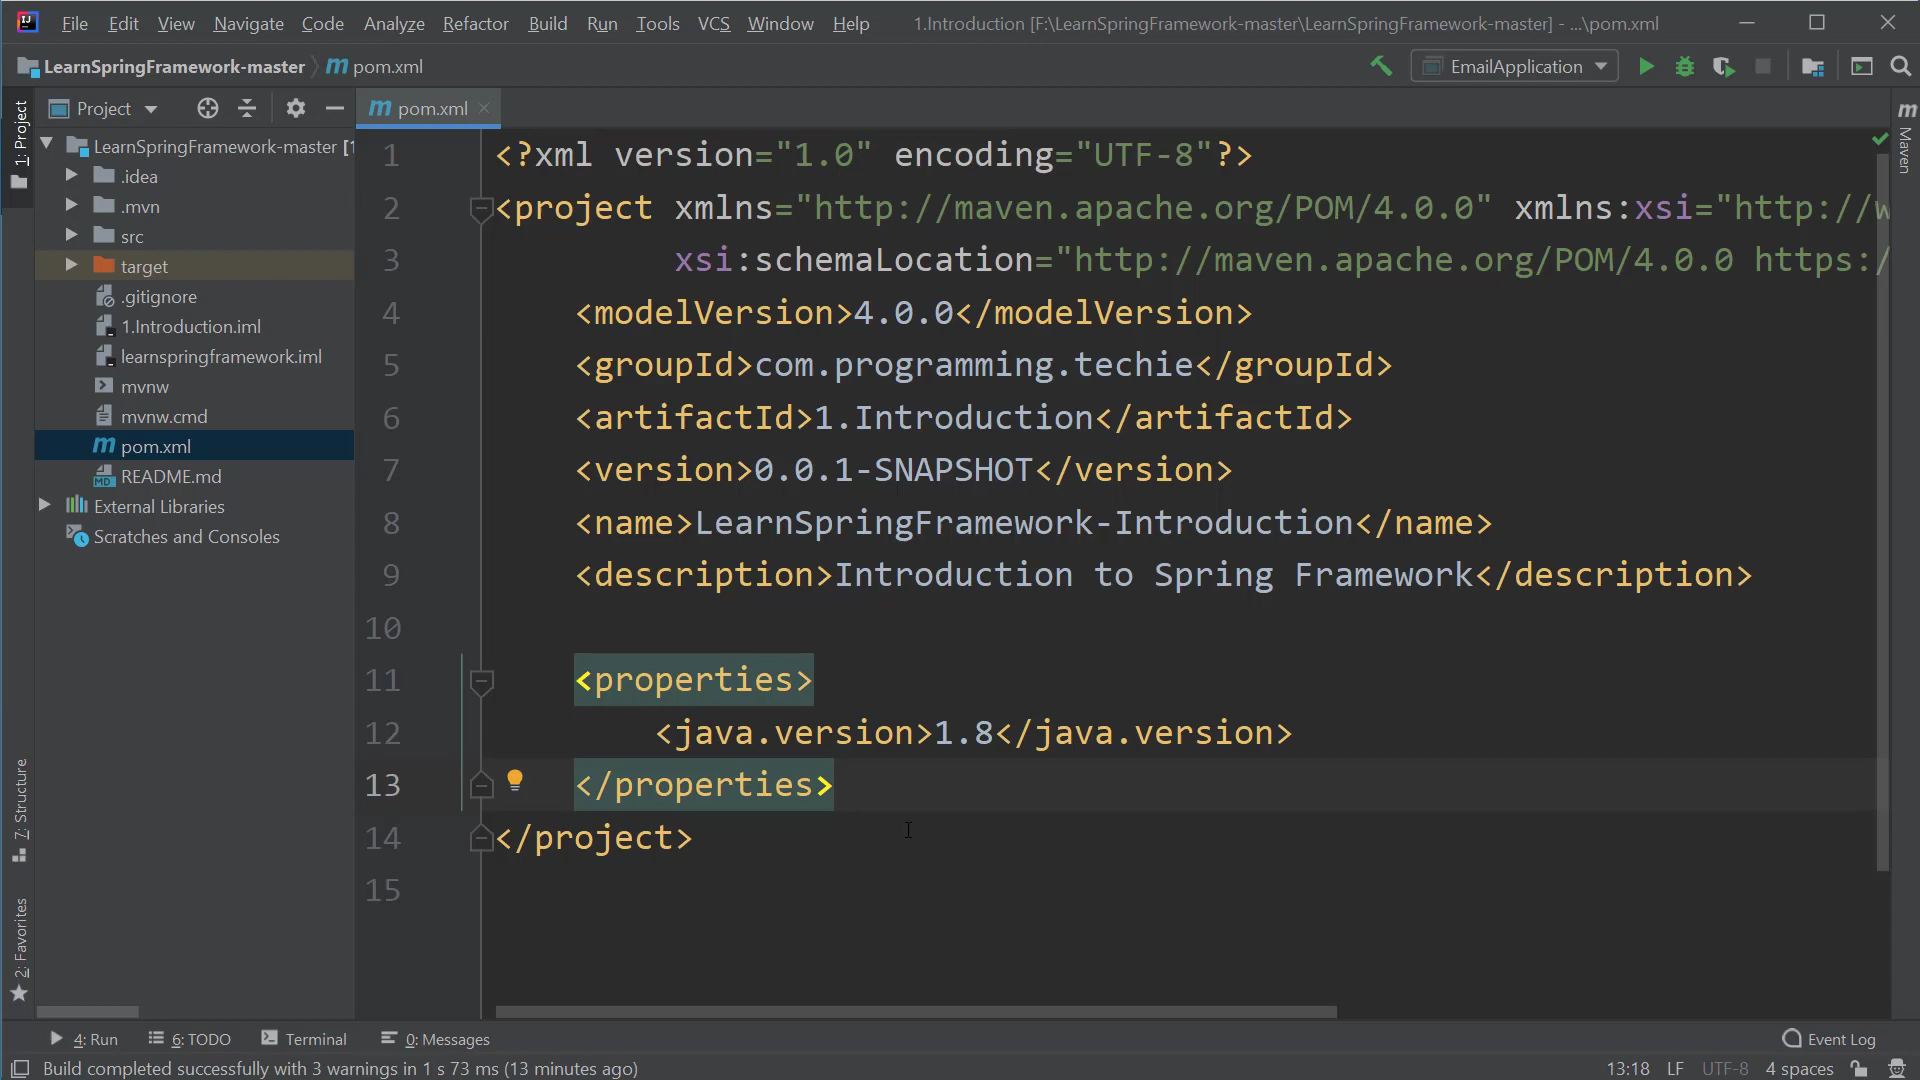 File Edit View Navigate Code Analyze Refactor Build Run Tools VCS Window Help 1.Introduction [F:\LearnSpringFramework-master\LearnSpringFramework-master] - ...\pom.xml
LearnSpringFramework-master pom.xml EmailApplication
Project pom.xml
1: Project
Maven
LearnSpringFramework-master [1
.idea
.mvn
src
target
.gitignore
1.Introduction.iml
learnspringframework.iml
mvnw
mvnw.cmd
pom.xml
README.md
External Libraries
Scratches and Consoles
7: Structure
2: Favorites
1 <?xml version="1.0" encoding="UTF-8"?>
2 <project xmlns="http://maven.apache.org/POM/4.0.0" xmlns:xsi="http://w
3 xsi:schemaLocation="http://maven.apache.org/POM/4.0.0 https:/
4 <modelVersion>4.0.0</modelVersion>
5 <groupId>com.programming.techie</groupId>
6 <artifactId>1.Introduction</artifactId>
7 <version>0.0.1-SNAPSHOT</version>
8 <name>LearnSpringFramework-Introduction</name>
9 <description>Introduction to Spring Framework</description>
10
11 <properties>
12 <java.version>1.8</java.version>
13 </properties>
14 </project>
15
4: Run 6: TODO Terminal 0: Messages Event Log
Build completed successfully with 3 warnings in 1 s 73 ms (13 minutes ago) 13:18 LF UTF-8 4 spaces